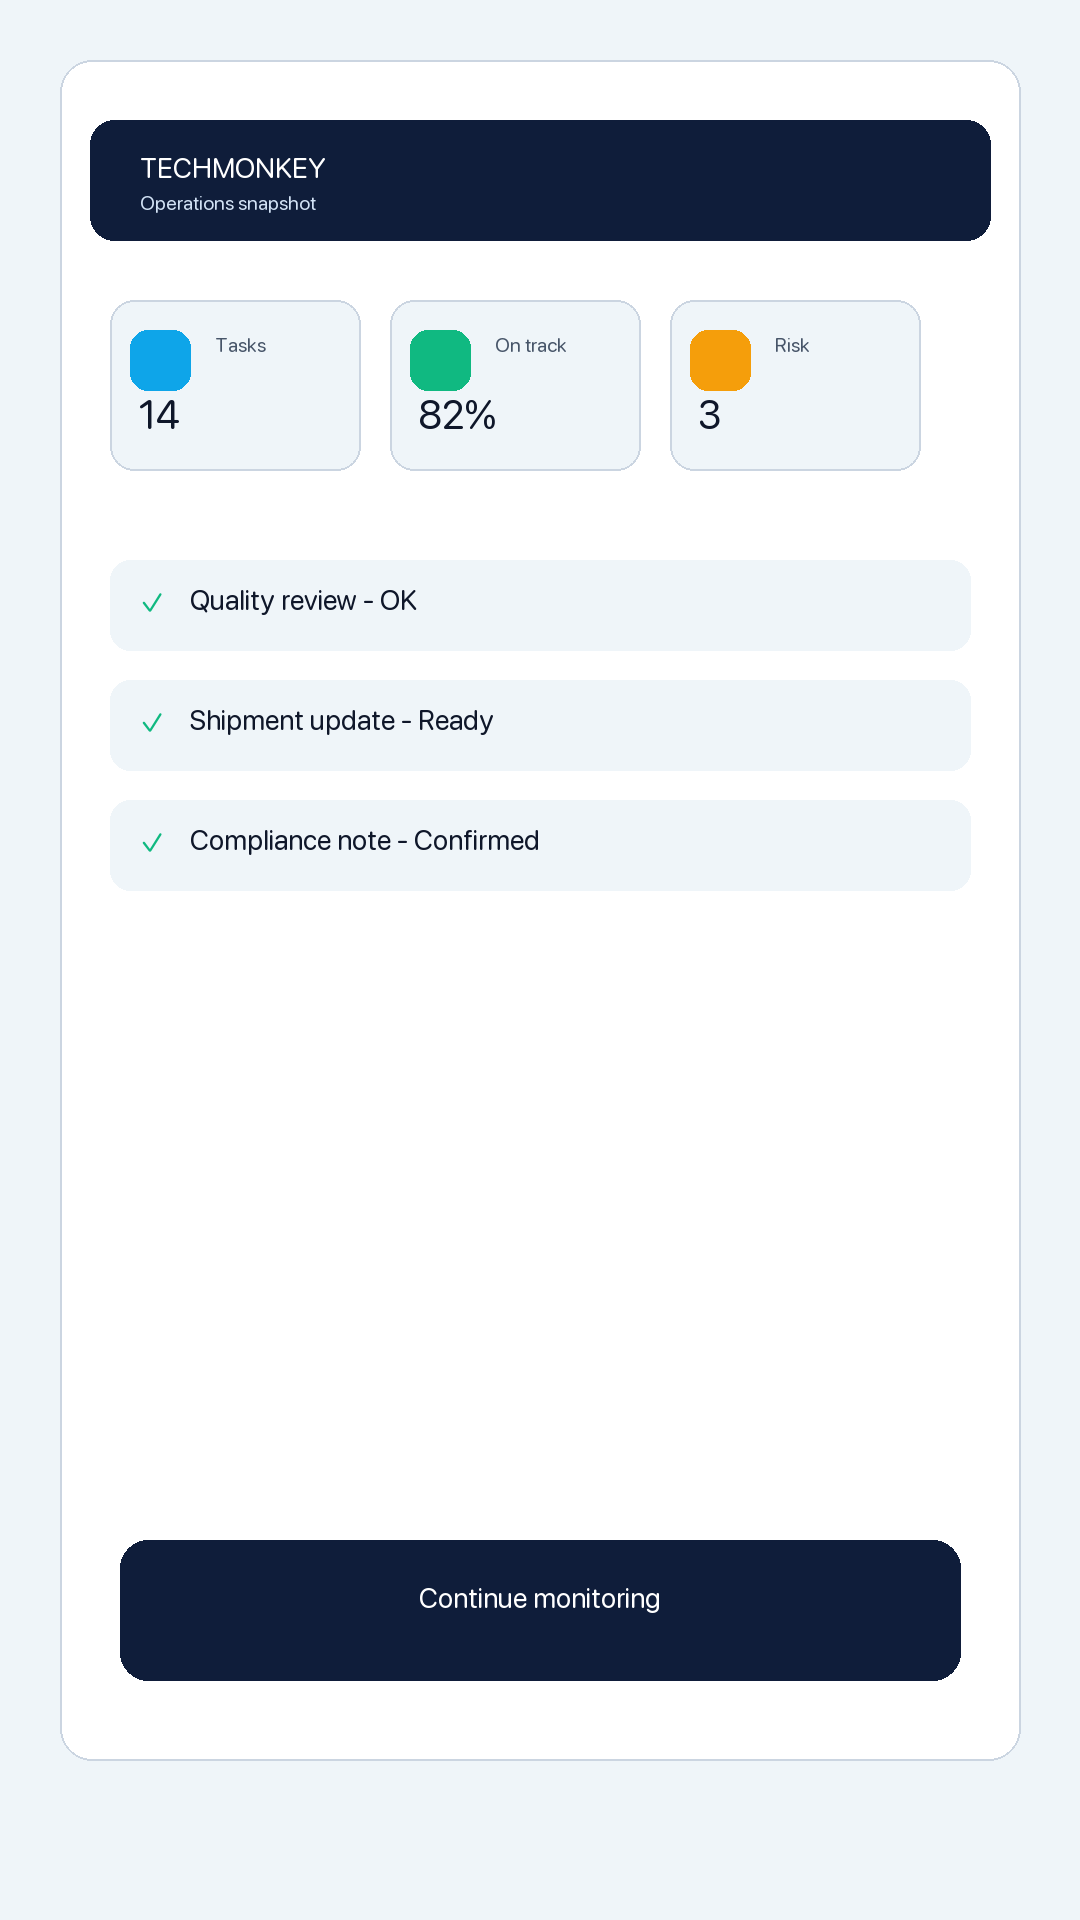 TECHMONKEY
Operations snapshot
Tasks
14
On track
82%
Risk
3
Quality review - OK
Shipment update - Ready
Compliance note - Confirmed
Continue monitoring